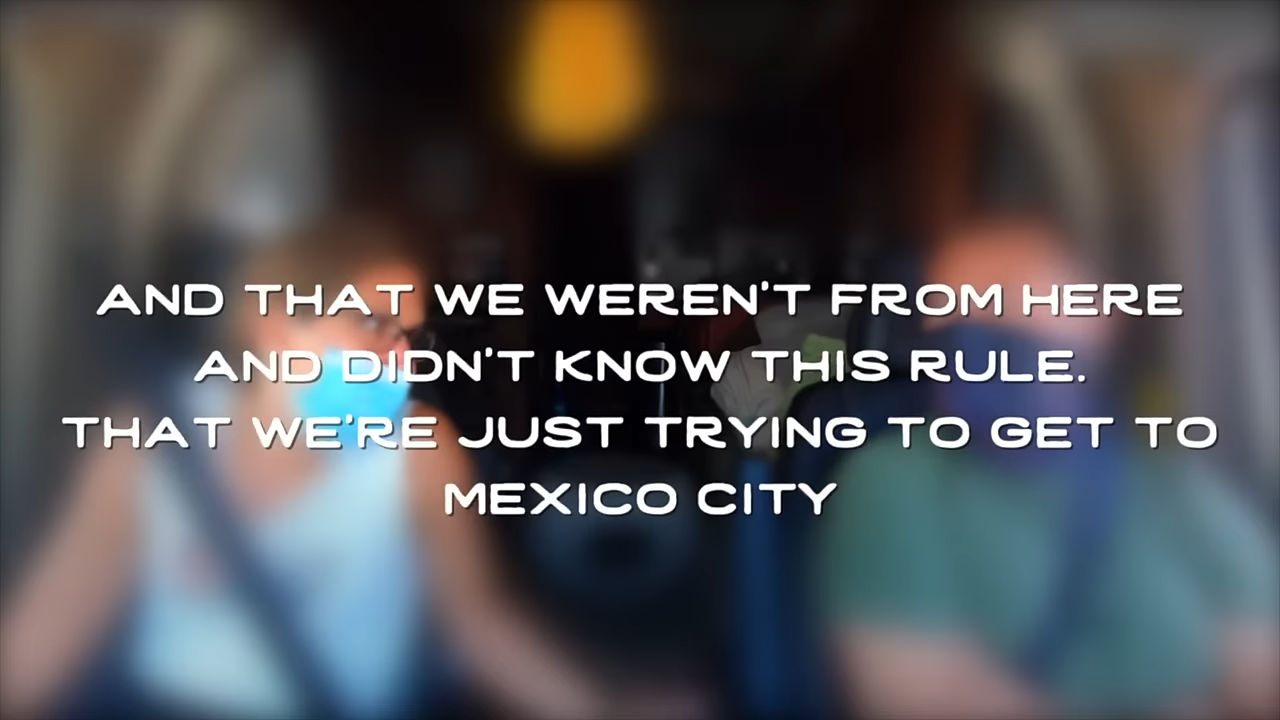 AND THAT WE WEREN'T FROM HERE
AND DIDN'T KNOW THIS RULE.
THAT WE'RE JUST TRYING TO GET TO
MEXICO CITY